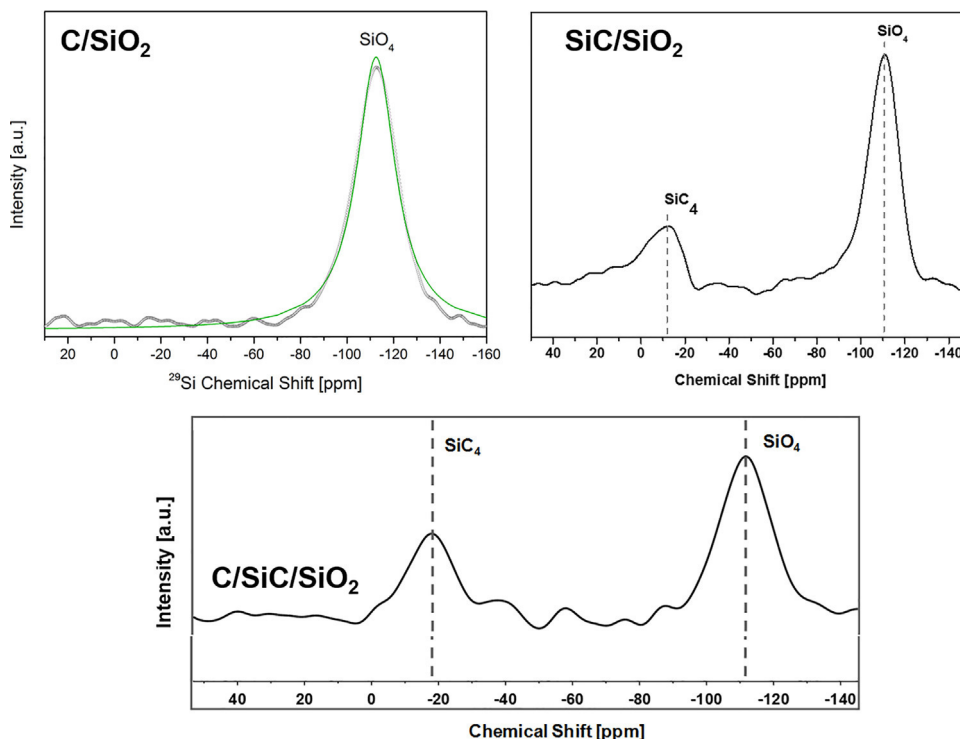 C/SiO₂
SiO₄
Intensity [a.u.]
20 0 -20 -40 -60 -80 -100 -120 -140 -160
²⁹Si Chemical Shift [ppm]
SiC/SiO₂
SiO₄
SiC₄
50 40 20 0 -20 -40 -60 -80 -100 -120 -140
Chemical Shift [ppm]
SiC₄
SiO₄
Intensity [a.u.]
C/SiC/SiO₂
40 20 0 -20 -40 -60 -80 -100 -120 -140
Chemical Shift [ppm]